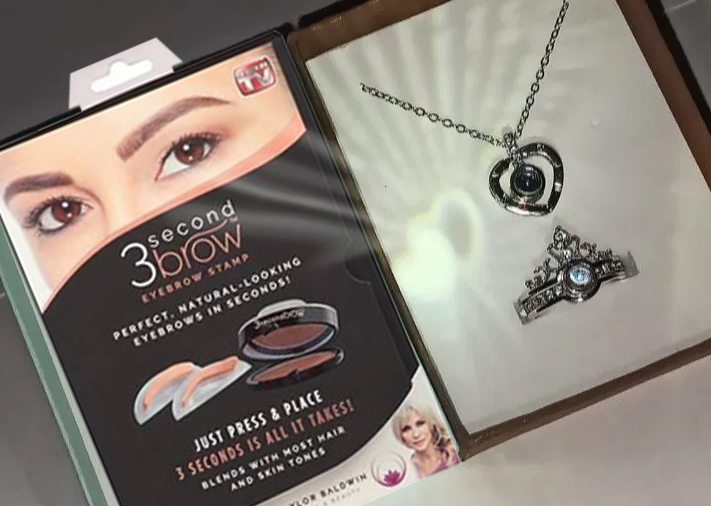 AS SEEN ON
TV
3 second
brow
EYEBROW STAMP
PERFECT, NATURAL-LOOKING
EYEBROWS IN SECONDS!
JUST PRESS & PLACE
3 SECONDS IS ALL IT TAKES!
BLENDS WITH MOST HAIR
AND SKIN TONES
BALDWIN